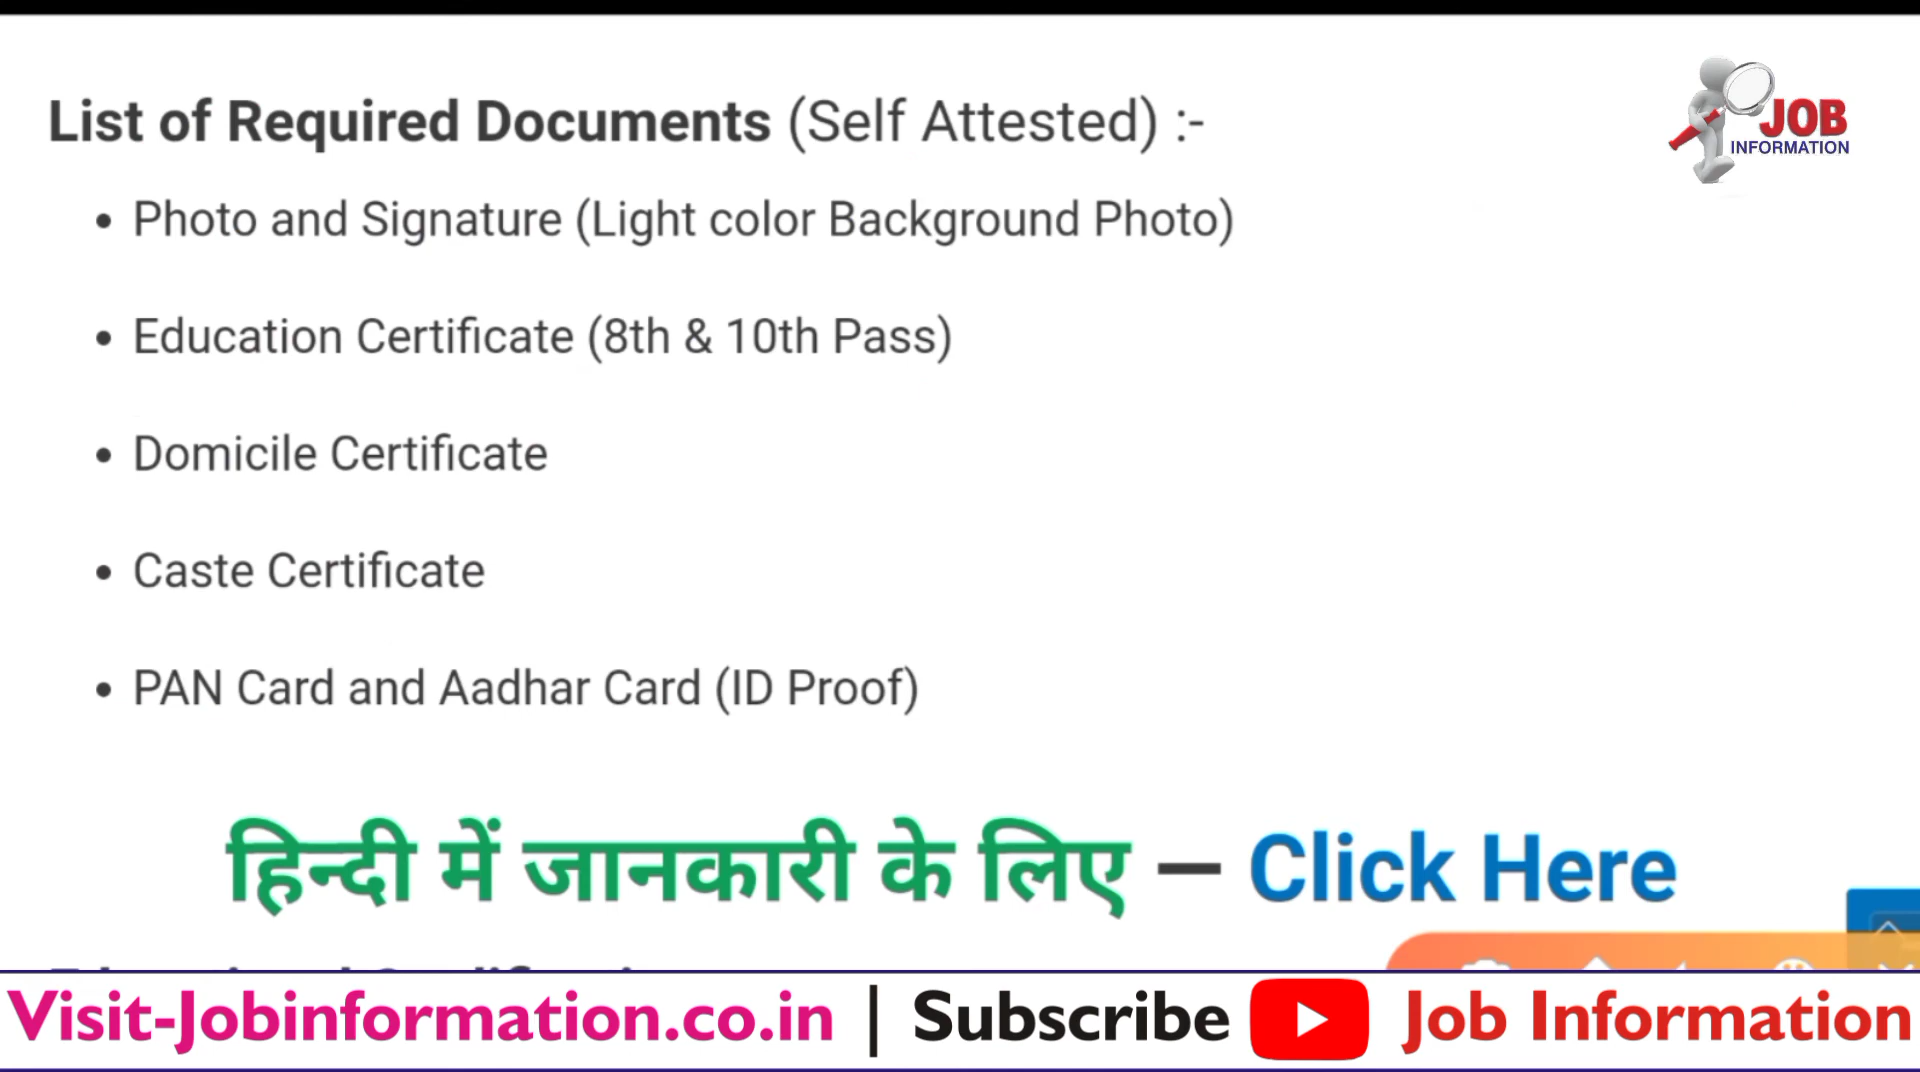 List of Required Documents (Self Attested) :-
JOB
INFORMATION
• Photo and Signature (Light color Background Photo)
• Education Certificate (8th & 10th Pass)
• Domicile Certificate
• Caste Certificate
• PAN Card and Aadhar Card (ID Proof)
हिन्दी में जानकारी के लिए – Click Here
Visit-Jobinformation.co.in | Subscribe Job Information